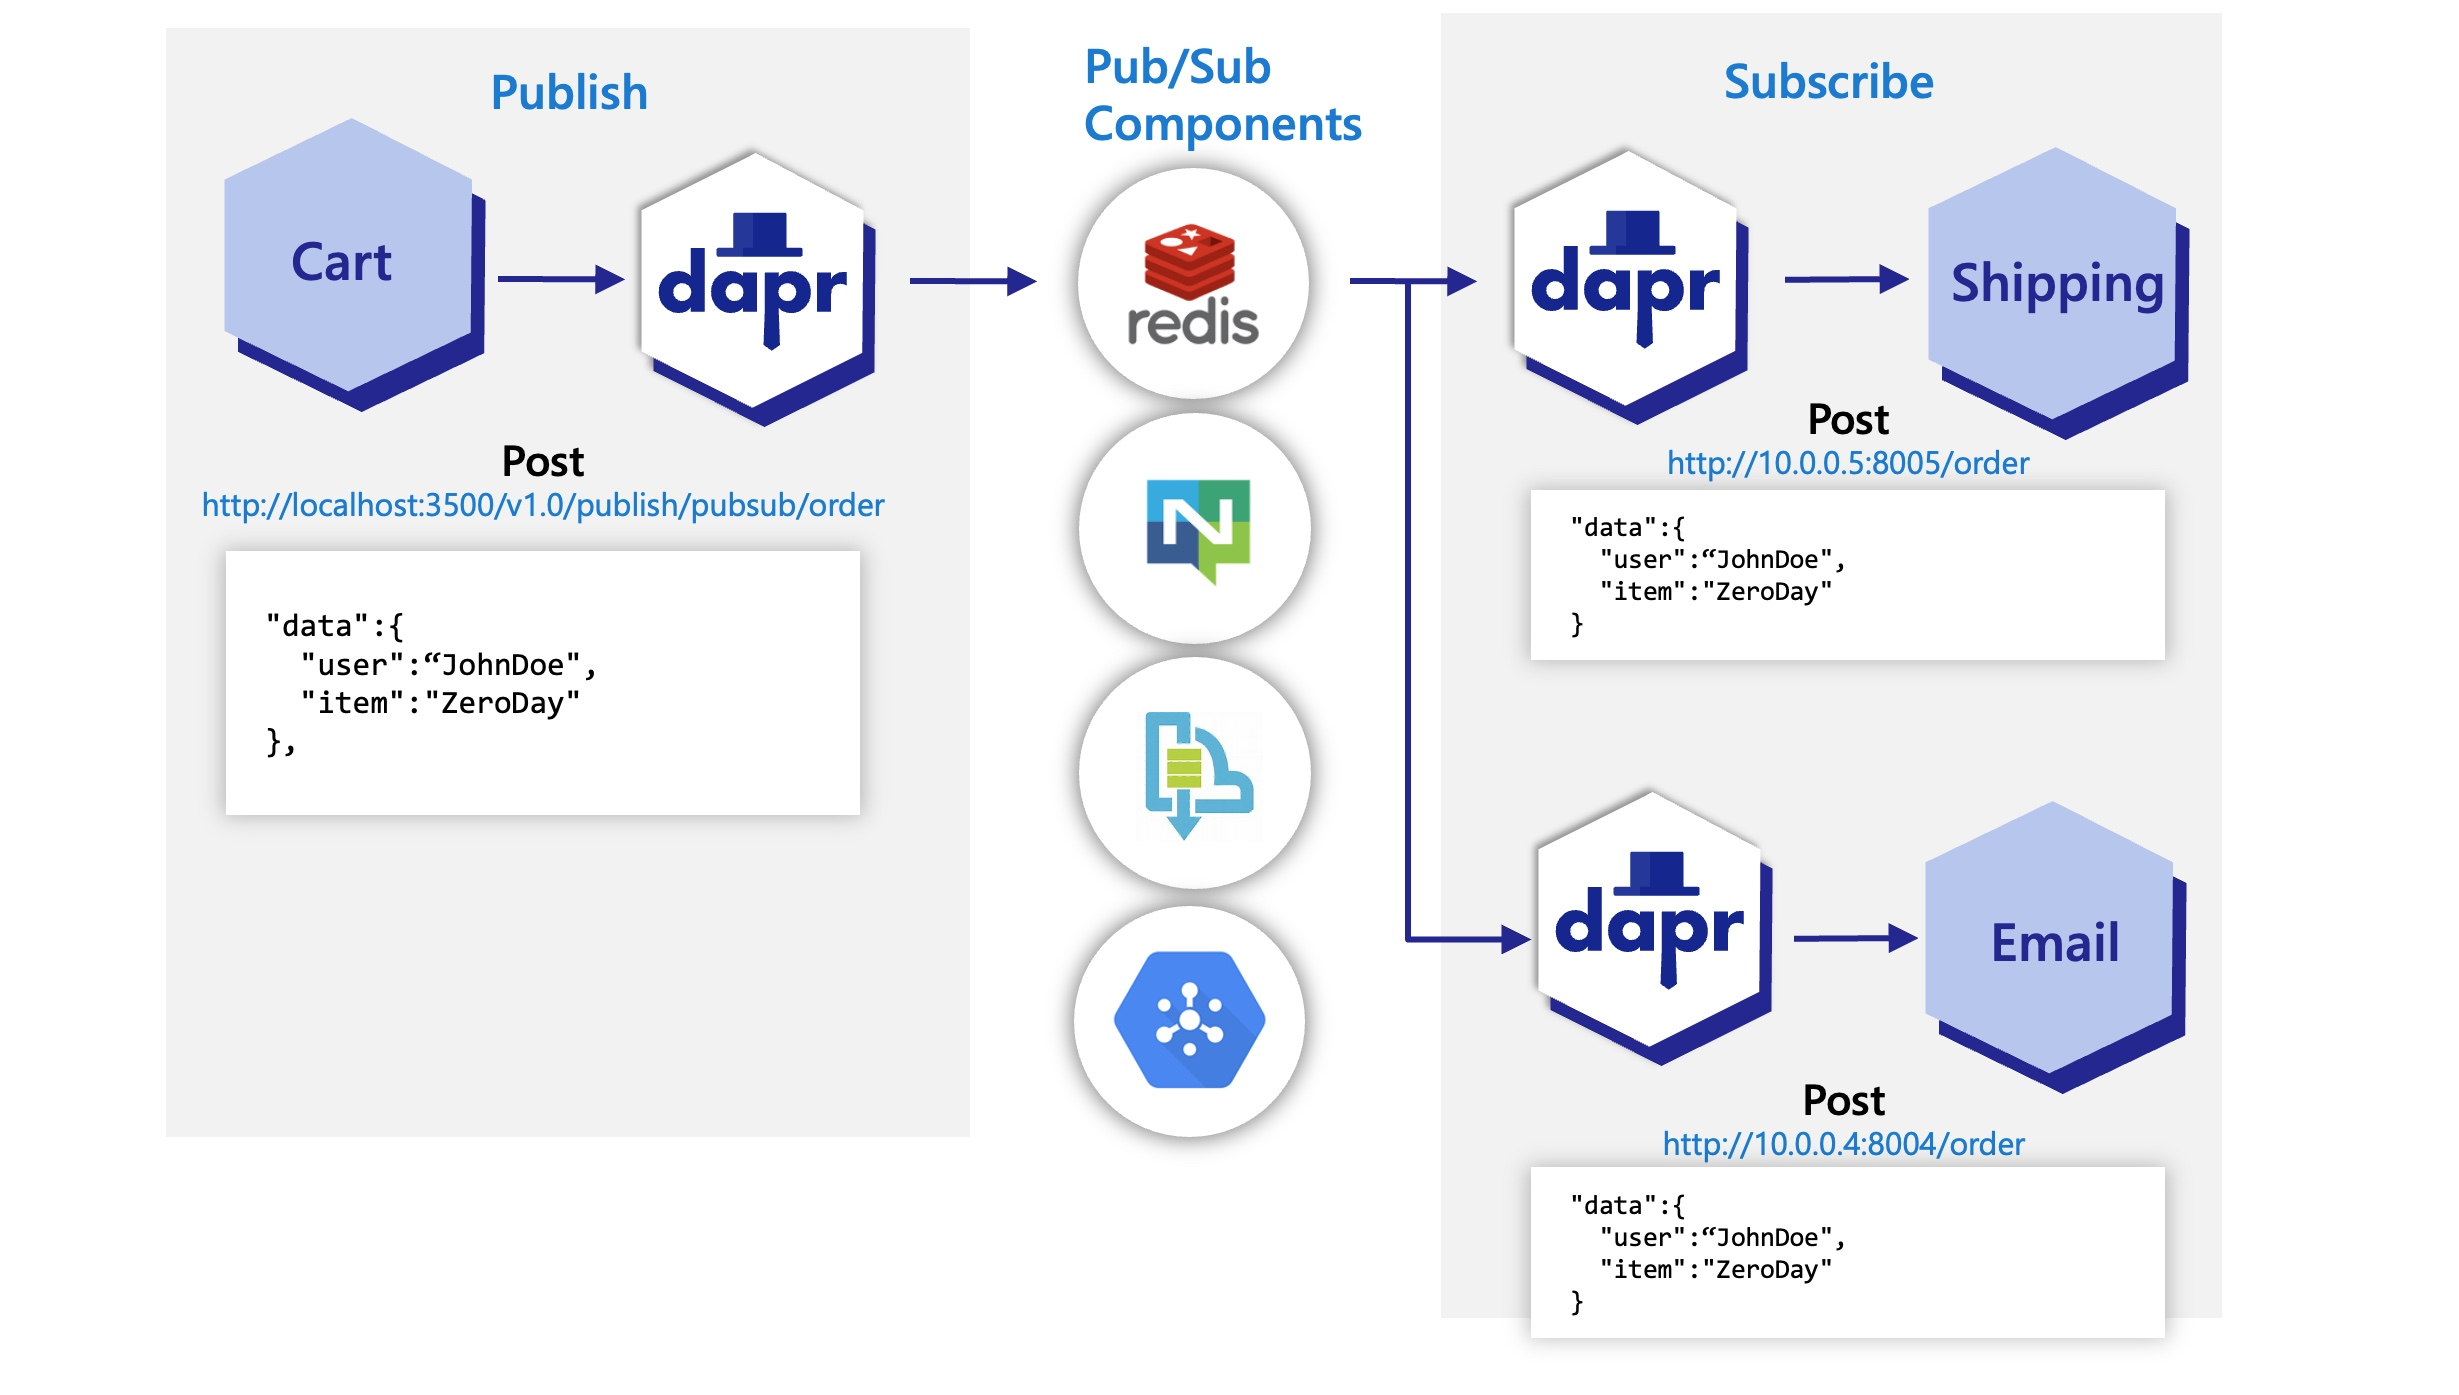 Publish
Cart
dapr
Post
http://localhost:3500/v1.0/publish/pubsub/order
"data":{
"user":“JohnDoe",
"item":"ZeroDay"
},
Pub/Sub
Components
redis
N
Subscribe
dapr
Shipping
Post
http://10.0.0.5:8005/order
"data":{
"user":“JohnDoe",
"item":"ZeroDay"
}
dapr
Email
Post
http://10.0.0.4:8004/order
"data":{
"user":“JohnDoe",
"item":"ZeroDay"
}